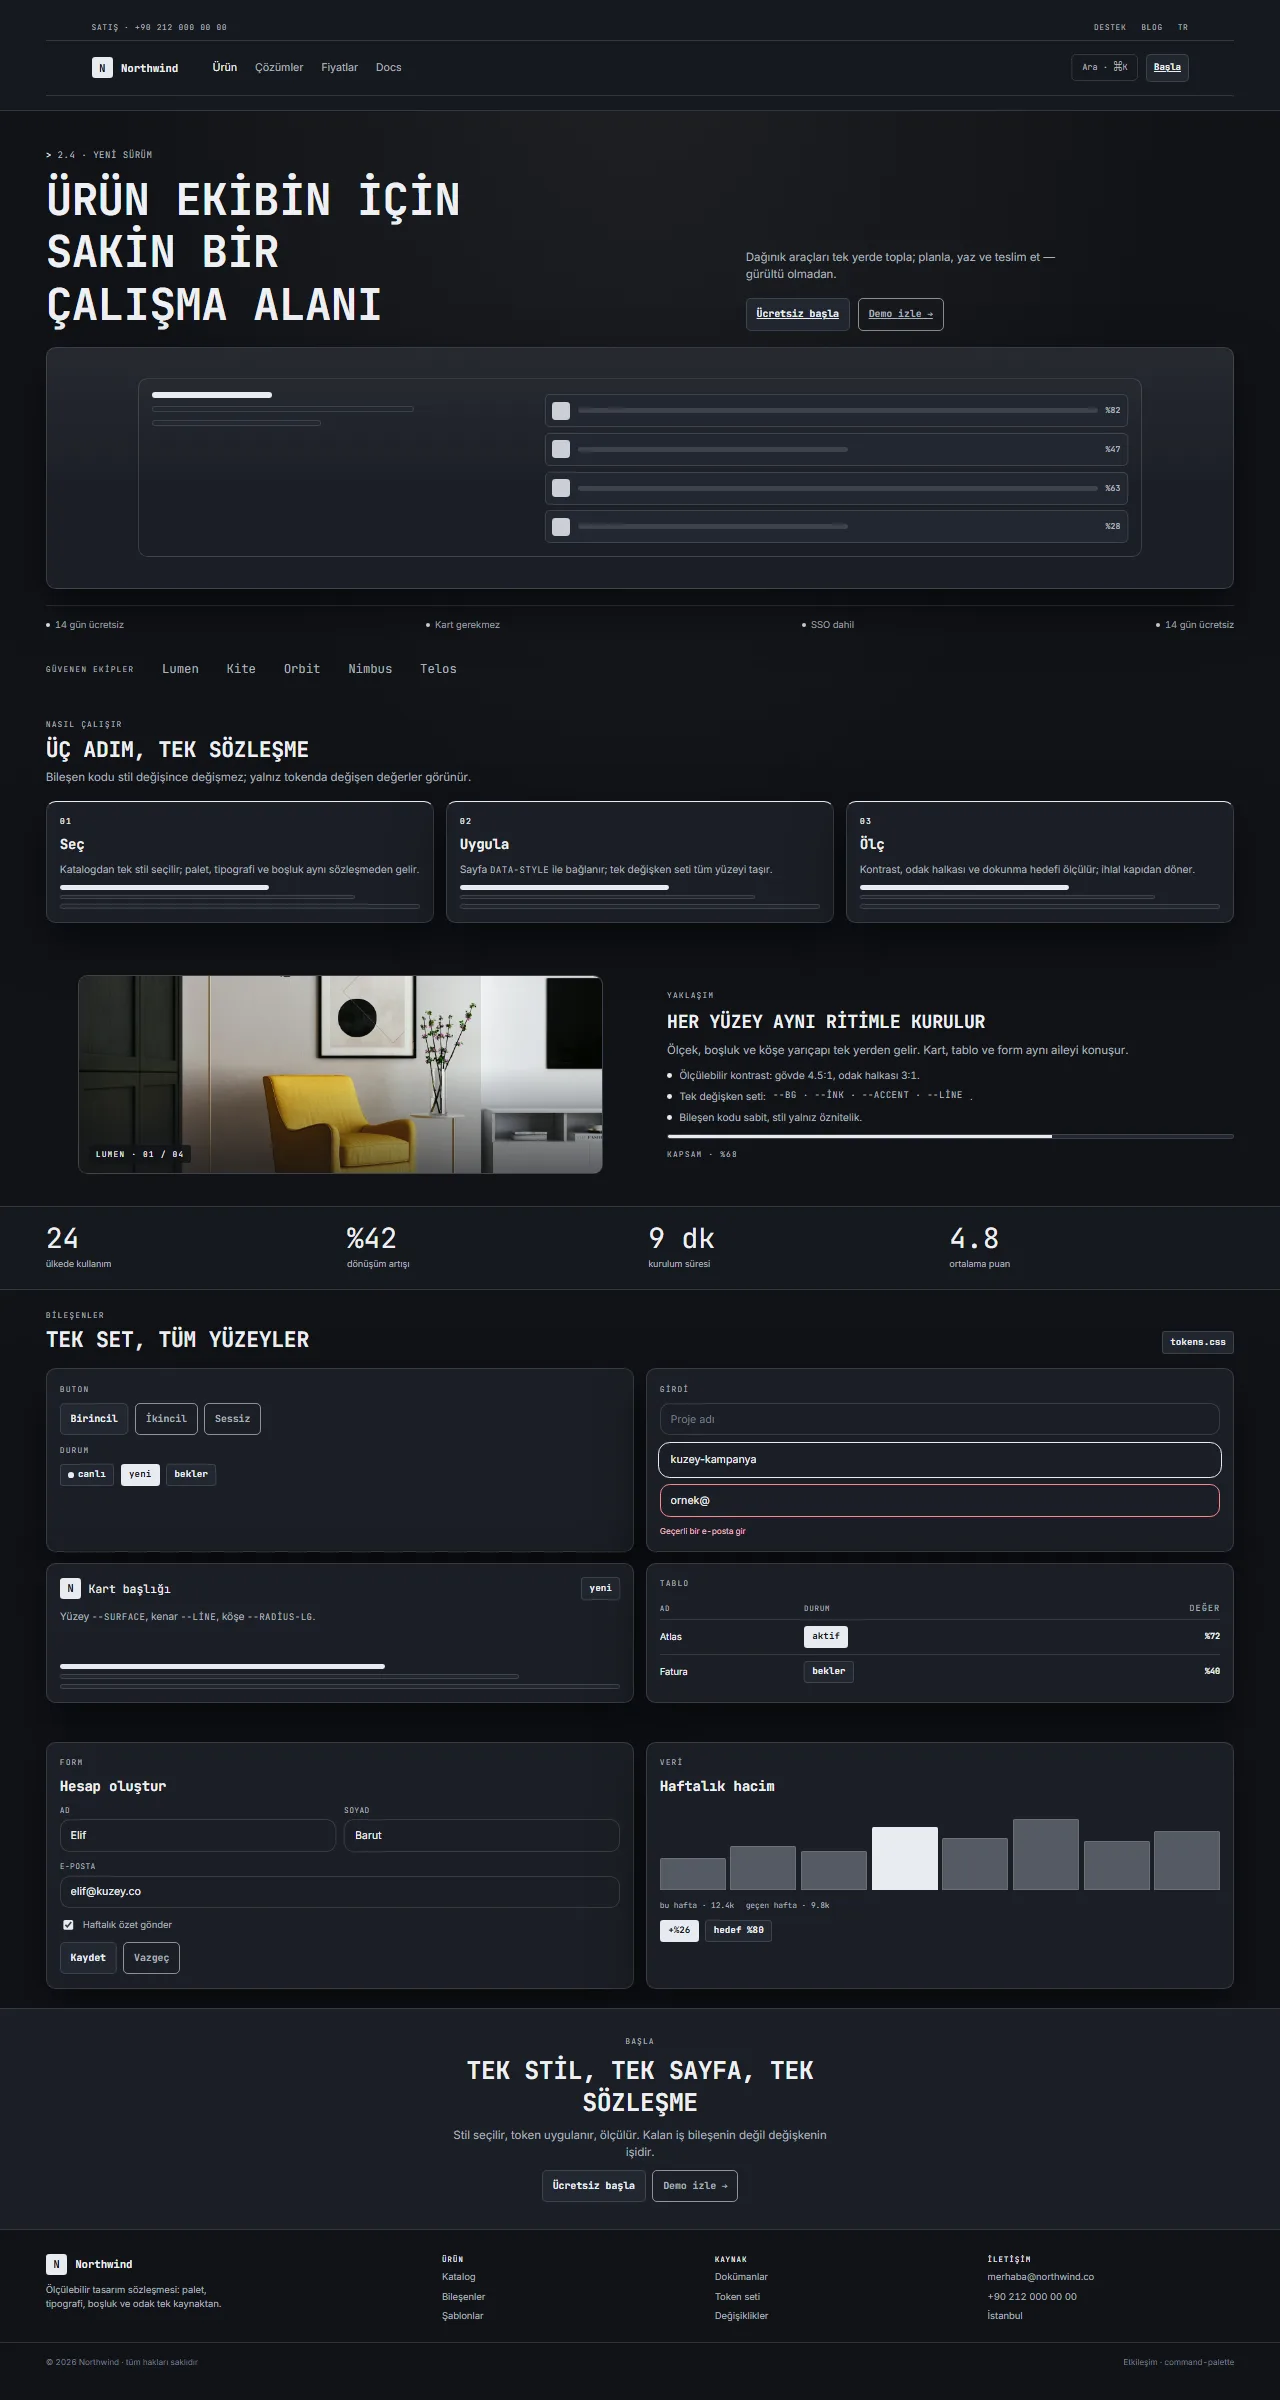 SATIŞ · +90 212 000 00 00
DESTEK BLOG TR
N Northwind Ürün Çözümler Fiyatlar Docs
Ara · ⌘K Başla
> 2.4 · YENİ SÜRÜM
ÜRÜN EKİBİN İÇİN
SAKİN BİR
ÇALIŞMA ALANI
Dağınık araçları tek yerde topla; planla, yaz ve teslim et —
gürültü olmadan.
Ücretsiz başla Demo izle →
%82
%47
%63
%28
14 gün ücretsiz Kart gerekmez SSO dahil 14 gün ücretsiz
GÜVENEN EKİPLER Lumen Kite Orbit Nimbus Telos
NASIL ÇALIŞIR
ÜÇ ADIM, TEK SÖZLEŞME
Bileşen kodu stil değişince değişmez; yalnız tokenda değişen değerler görünür.
01
Seç
Katalogdan tek stil seçilir; palet, tipografi ve boşluk aynı sözleşmeden gelir.
02
Uygula
Sayfa DATA-STYLE ile bağlanır; tek değişken seti tüm yüzeyi taşır.
03
Ölç
Kontrast, odak halkası ve dokunma hedefi ölçülür; ihlal kapıdan döner.
LUMEN · 01 / 04
YAKLAŞIM
HER YÜZEY AYNI RİTİMLE KURULUR
Ölçek, boşluk ve köşe yarıçapı tek yerden gelir. Kart, tablo ve form aynı aileyi konuşur.
Ölçülebilir kontrast: gövde 4.5:1, odak halkası 3:1.
Tek değişken seti: --BG · --İNK · --ACCENT · --LİNE .
Bileşen kodu sabit, stil yalnız öznitelik.
KAPSAM · %68
24
ülkede kullanım
%42
dönüşüm artışı
9 dk
kurulum süresi
4.8
ortalama puan
BİLEŞENLER
TEK SET, TÜM YÜZEYLER
tokens.css
BUTON
Birincil İkincil Sessiz
DURUM
canlı yeni bekler
GİRDİ
Proje adı
kuzey-kampanya
ornek@
Geçerli bir e-posta gir
N Kart başlığı yeni
Yüzey --SURFACE, kenar --LİNE, köşe --RADİUS-LG.
TABLO
AD DURUM DEĞER
Atlas aktif %72
Fatura bekler %40
FORM
Hesap oluştur
AD SOYAD
Elif Barut
E-POSTA
elif@kuzey.co
Haftalık özet gönder
Kaydet Vazgeç
VERİ
Haftalık hacim
bu hafta · 12.4k geçen hafta · 9.8k
+%26 hedef %80
BAŞLA
TEK STİL, TEK SAYFA, TEK
SÖZLEŞME
Stil seçilir, token uygulanır, ölçülür. Kalan iş bileşenin değil değişkenin
işidir.
Ücretsiz başla Demo izle →
N Northwind
Ölçülebilir tasarım sözleşmesi: palet,
tipografi, boşluk ve odak tek kaynaktan.
ÜRÜN
Katalog
Bileşenler
Şablonlar
KAYNAK
Dokümanlar
Token seti
Değişiklikler
İLETİŞİM
merhaba@northwind.co
+90 212 000 00 00
İstanbul
© 2026 Northwind · tüm hakları saklıdır
Etkileşim · command-palette